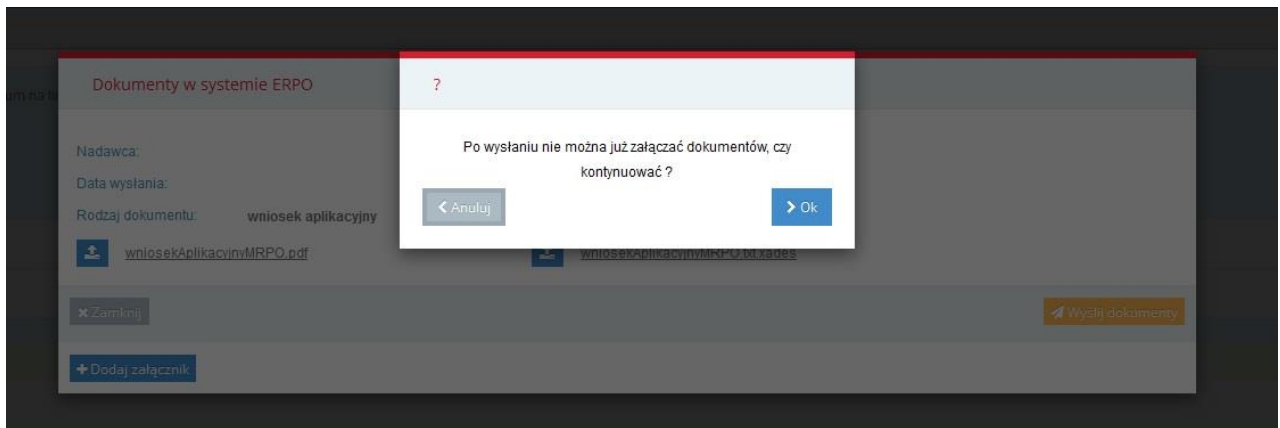 Dokumenty w systemie ERPO
?
Po wysłaniu nie można już załączać dokumentów, czy
kontynuować ?
Anuluj
Ok
Nadawca:
Data wysłania:
Rodzaj dokumentu: wniosek aplikacyjny
wniosekAplikacyjnyMRPO.pdf wniosekAplikacyjnyMRPO.txt.xades
Zamknij Wyslij dokumenty
Dodaj załącznik